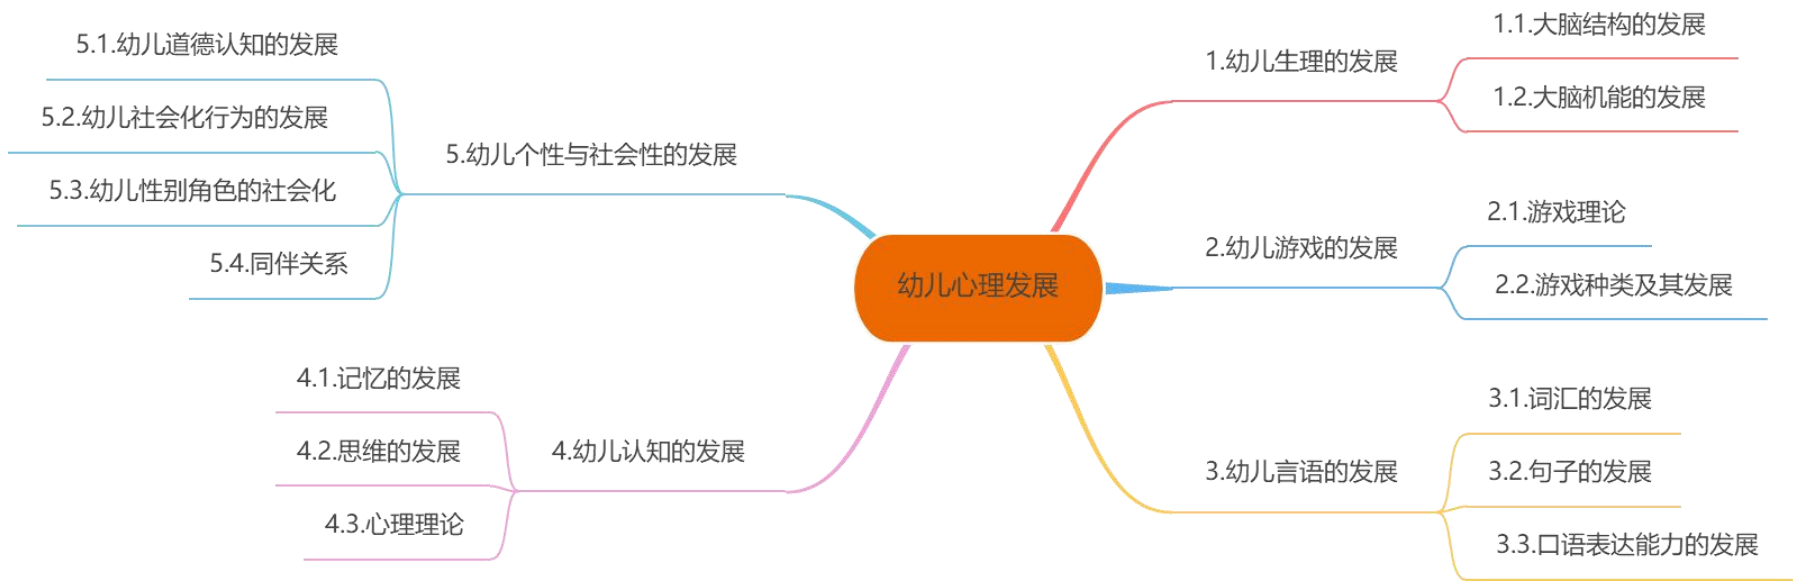 幼儿心理发展
1.幼儿生理的发展
1.1.大脑结构的发展
1.2.大脑机能的发展
2.幼儿游戏的发展
2.1.游戏理论
2.2.游戏种类及其发展
3.幼儿言语的发展
3.1.词汇的发展
3.2.句子的发展
3.3.口语表达能力的发展
4.幼儿认知的发展
4.1.记忆的发展
4.2.思维的发展
4.3.心理理论
5.幼儿个性与社会性的发展
5.1.幼儿道德认知的发展
5.2.幼儿社会化行为的发展
5.3.幼儿性别角色的社会化
5.4.同伴关系